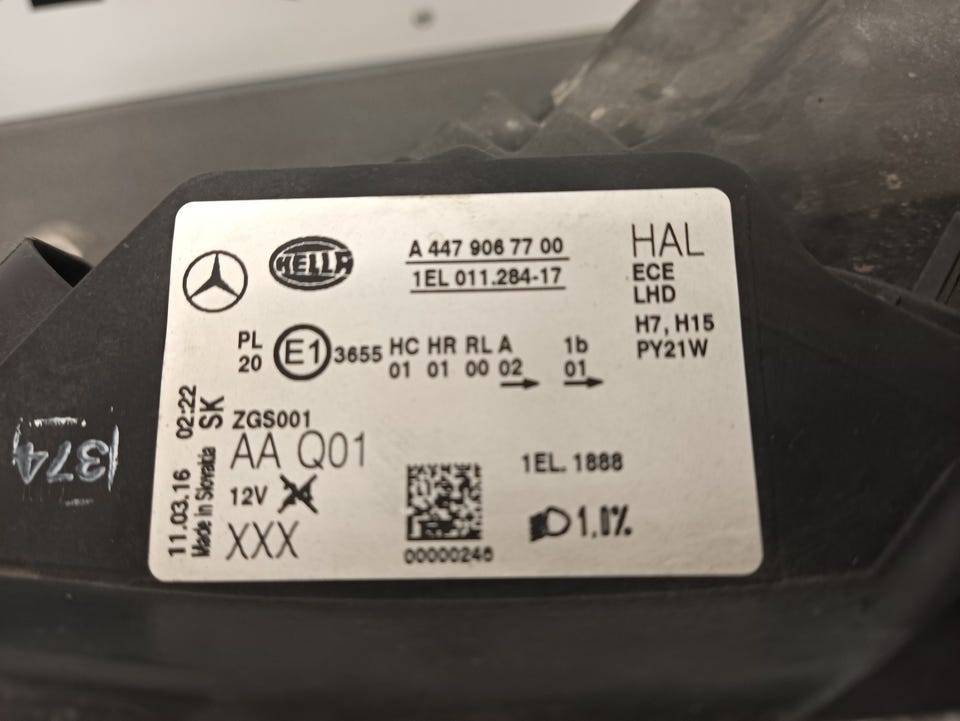 HELLA
A 447 906 77 00
1EL 011.284-17
HAL
ECE
LHD
H7, H15
PY21W
PL
20
E1
3655
HC HR RL A 1b
01 01 00 02 01
ZGS001
AA Q01
12V
XXX
11.03.16 02:22
Made in Slovakia SK
1EL. 1888
1,0%
00000246
374